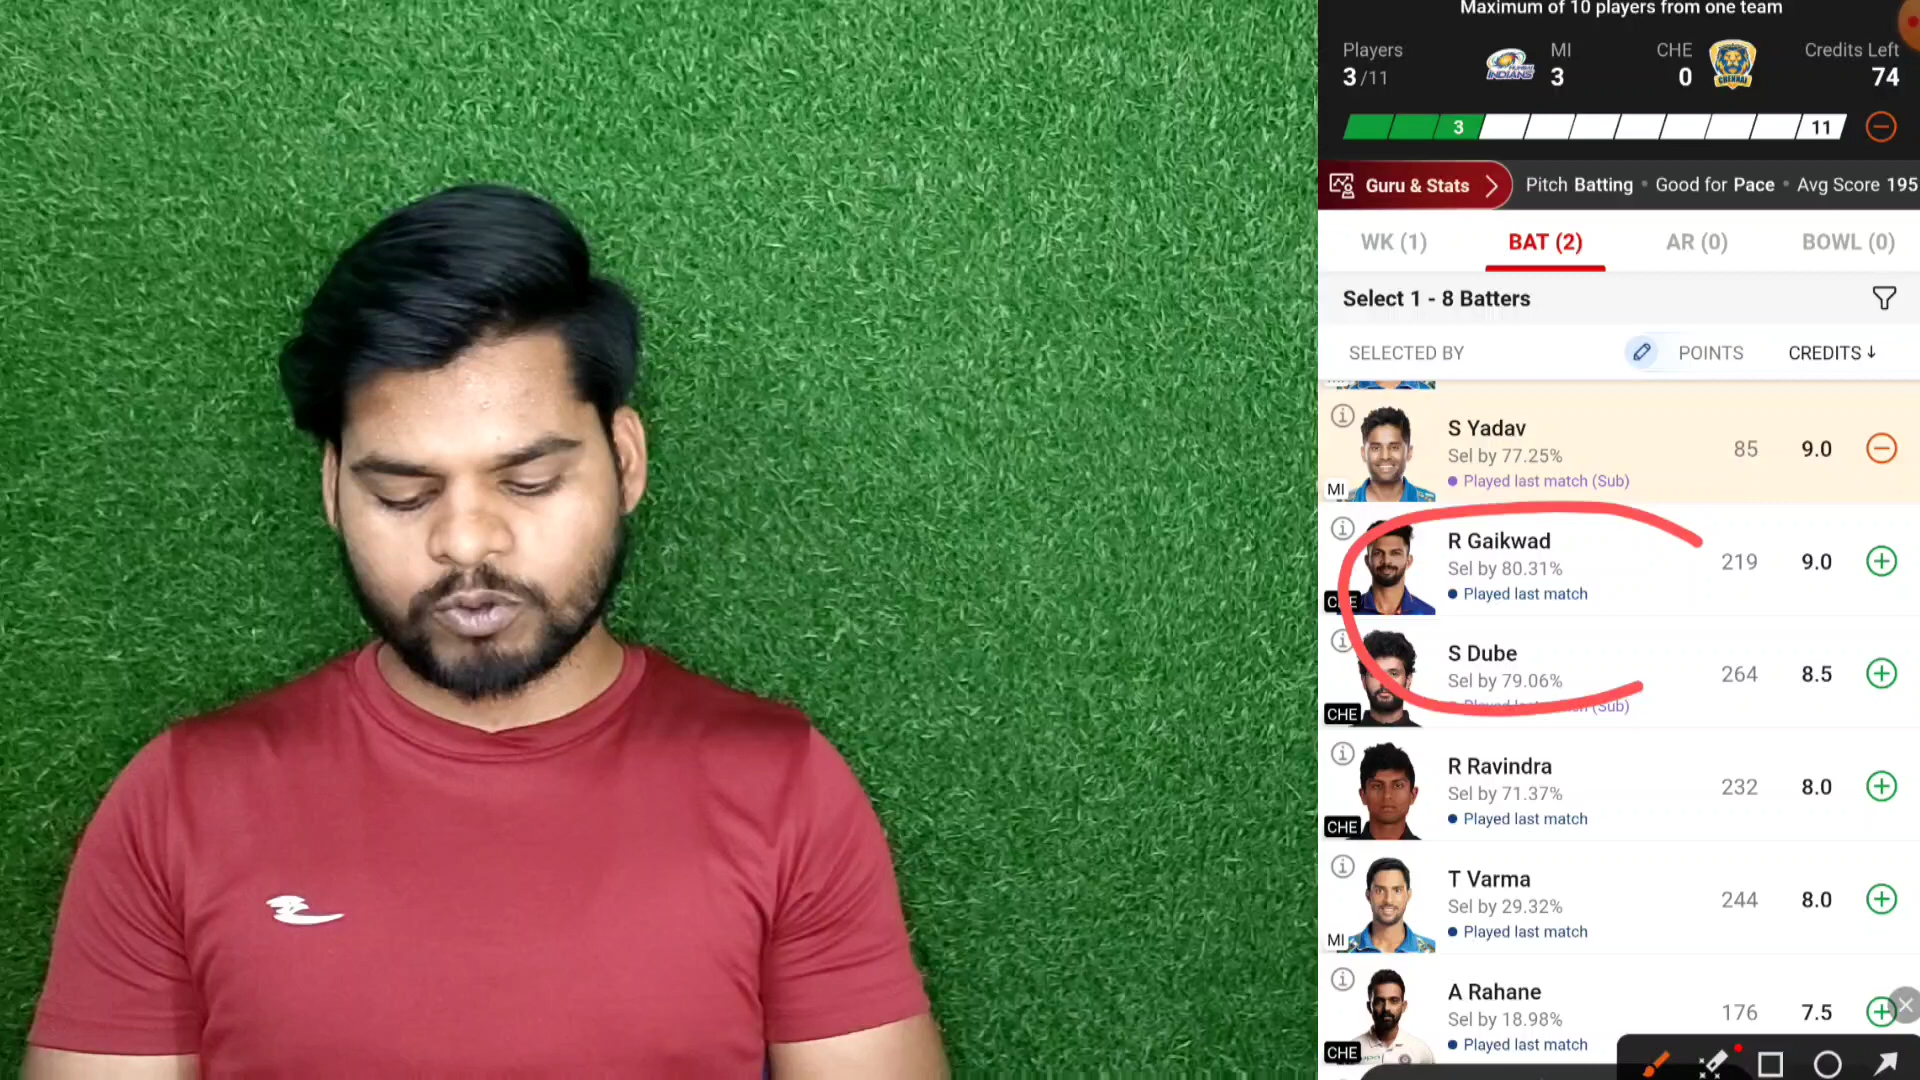 Maximum of 10 players from one team
Players MI CHE Credits Left
3 /11 INDIANS 3 0 CHENNAI 74
3 11
Guru & Stats Pitch Batting • Good for Pace • Avg Score 195
WK (1) BAT (2) AR (0) BOWL (0)
Select 1 - 8 Batters
SELECTED BY POINTS CREDITS ↓
S Yadav
Sel by 77.25% 85 9.0
Played last match (Sub)
MI
R Gaikwad
Sel by 80.31% 219 9.0
Played last match
CHE
S Dube
Sel by 79.06% 264 8.5
Played last match (Sub)
CHE
R Ravindra
Sel by 71.37% 232 8.0
Played last match
CHE
T Varma
Sel by 29.32% 244 8.0
Played last match
MI
A Rahane
Sel by 18.98% 176 7.5
Played last match
CHE